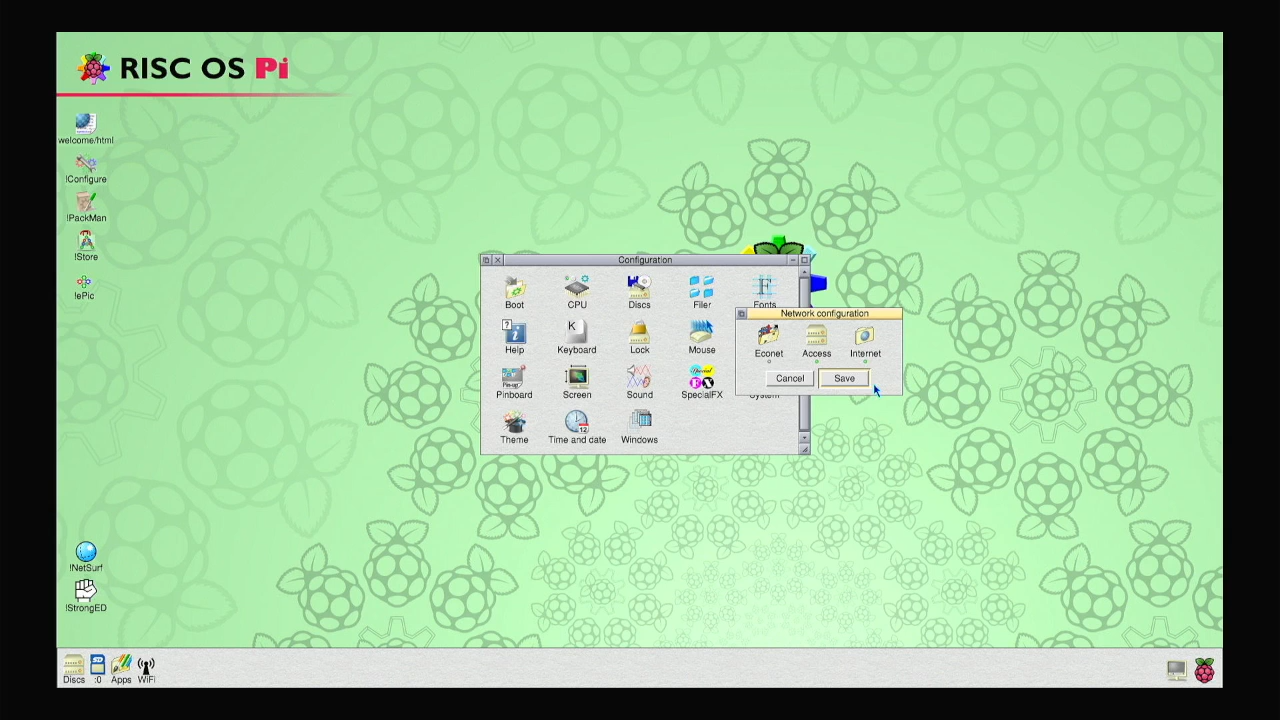 RISC OS Pi
welcome/html
!Configure
!PackMan
!Store
!ePic
!NetSurf
!StrongED
Configuration
Boot
CPU
Discs
Filer
Fonts
Help
Keyboard
Lock
Mouse
Pinboard
Screen
Sound
SpecialFX
System
Theme
Time and date
Windows
Network configuration
Econet
Access
Internet
Cancel
Save
Discs
:0
Apps
WiFi